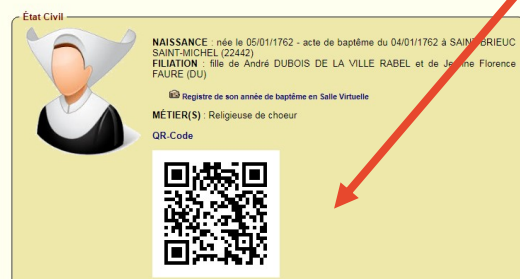 État Civil
NAISSANCE : née le 05/01/1762 - acte de baptême du 04/01/1762 à SAINT-BRIEUC
SAINT-MICHEL (22442)
FILIATION : fille de André DUBOIS DE LA VILLE RABEL et de Jeanne Florence
FAURE (DU)
Registre de son année de baptême en Salle Virtuelle
MÉTIER(S) : Religieuse de choeur
QR-Code